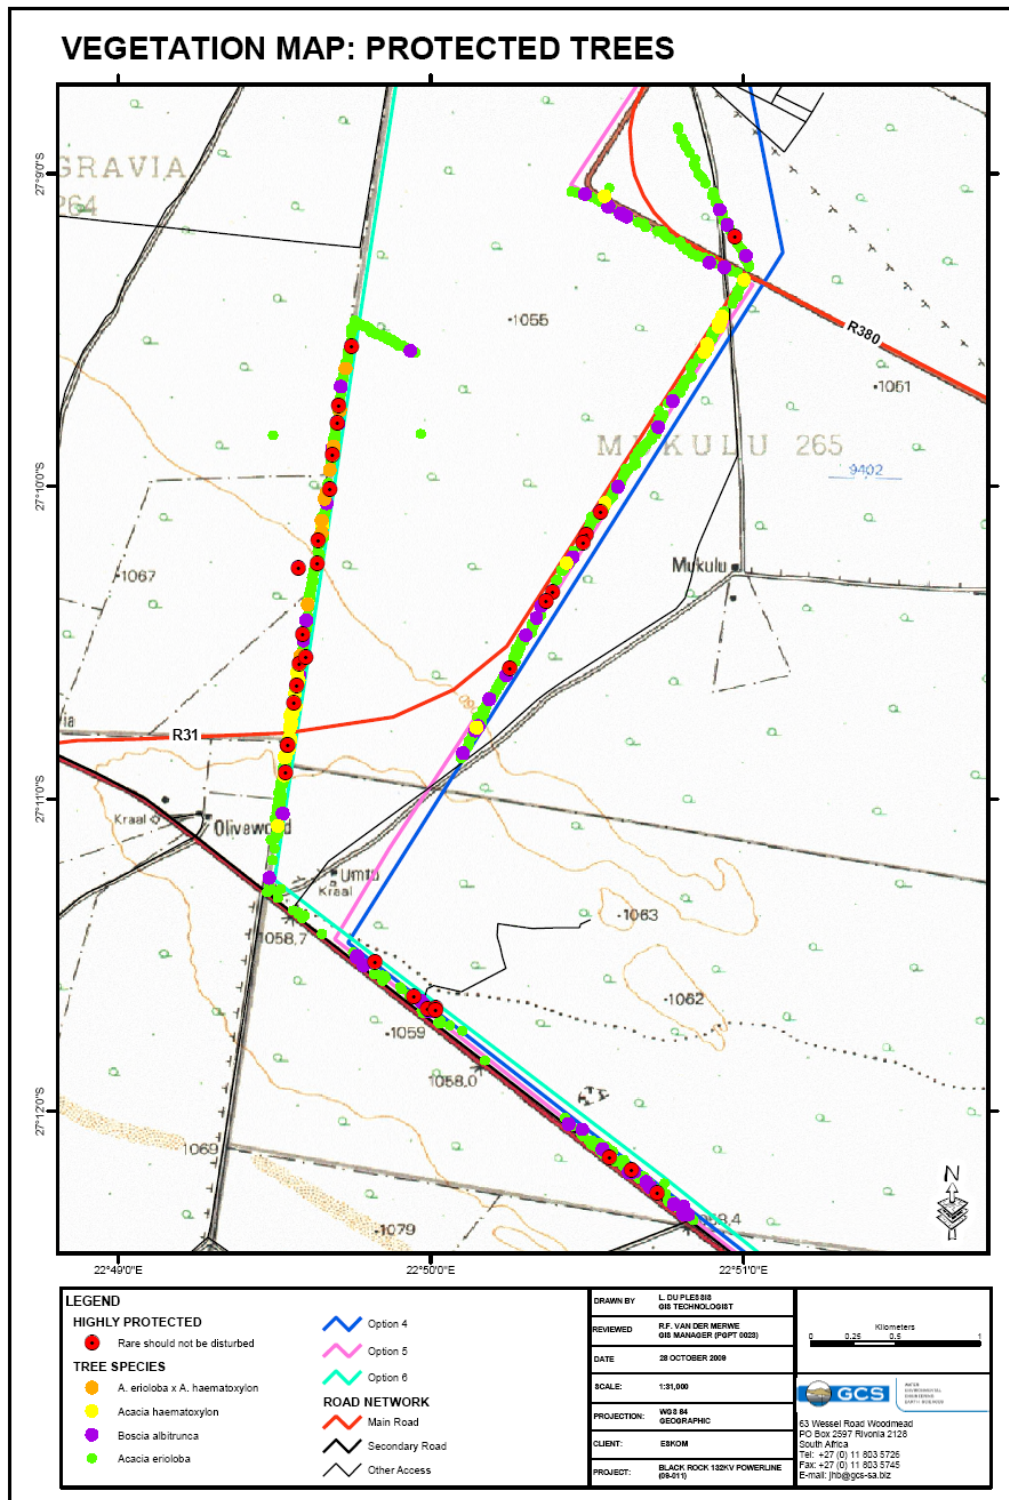 VEGETATION MAP: PROTECTED TREES
GRAVIA
264
27°9'0"S
1055
R380
1061
MUKULU 265
9402
27°10'0"S
1067
Mukulu
R31
27°11'0"S
Kraal
Kraal
1058,7
1063
1062
1059
1058,0
27°12'0"S
1069
1079
22°49'0"E
22°50'0"E
22°51'0"E
N
LEGEND
HIGHLY PROTECTED
Rare should not be disturbed
TREE SPECIES
A. erioloba x A. haematoxylon
Acacia haematoxylon
Boscia albitrunca
Acacia erioloba
Option 4
Option 5
Option 6
ROAD NETWORK
Main Road
Secondary Road
Other Access
DRAWN BY
L. DU PLESSIS
GIS TECHNOLOGIST
REVIEWED
R.F. VAN DER MERWE
GIS MANAGER (PGPT 0023)
DATE
28 OCTOBER 2009
SCALE:
1:31,000
PROJECTION:
WGS 84
GEOGRAPHIC
CLIENT:
ESKOM
PROJECT:
BLACK ROCK 132KV POWERLINE
(09-011)
Kilometers
0 0.25 0.5 1
GCS
63 Wessel Road Woodmead
PO Box 2597 Rivonia 2128
South Africa
Tel: +27 (0) 11 803 5726
Fax: +27 (0) 11 803 5745
E-mail: jhb@gcs-sa.biz